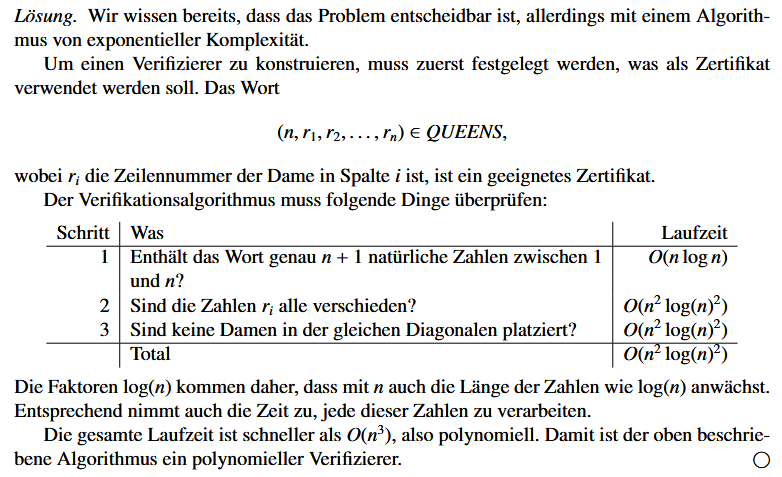 Lösung. Wir wissen bereits, dass das Problem entscheidbar ist, allerdings mit einem Algorith-
mus von exponentieller Komplexität.
Um einen Verifizierer zu konstruieren, muss zuerst festgelegt werden, was als Zertifikat
verwendet werden soll. Das Wort
(n, r₁, r₂, . . . , rₙ) ∈ QUEENS,
wobei rᵢ die Zeilennummer der Dame in Spalte i ist, ist ein geeignetes Zertifikat.
Der Verifikationsalgorithmus muss folgende Dinge überprüfen:
Schritt Was Laufzeit
1 Enthält das Wort genau n + 1 natürliche Zahlen zwischen 1 O(n log n)
und n?
2 Sind die Zahlen rᵢ alle verschieden? O(n² log(n)²)
3 Sind keine Damen in der gleichen Diagonalen platziert? O(n² log(n)²)
Total O(n² log(n)²)
Die Faktoren log(n) kommen daher, dass mit n auch die Länge der Zahlen wie log(n) anwächst.
Entsprechend nimmt auch die Zeit zu, jede dieser Zahlen zu verarbeiten.
Die gesamte Laufzeit ist schneller als O(n³), also polynomiell. Damit ist der oben beschrie-
bene Algorithmus ein polynomieller Verifizierer. ○